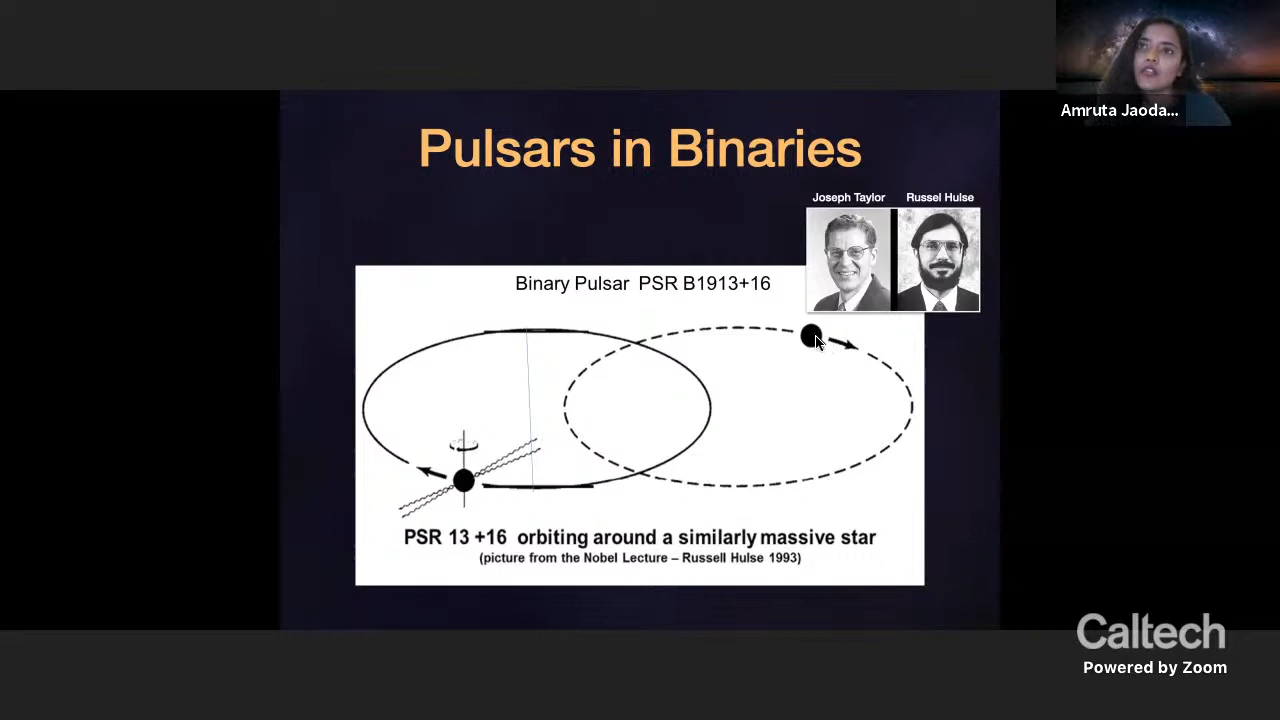 Amruta Jaoda...
Pulsars in Binaries
Joseph Taylor
Russel Hulse
Binary Pulsar PSR B1913+16
PSR 13 +16 orbiting around a similarly massive star
(picture from the Nobel Lecture – Russell Hulse 1993)
Caltech
Powered by Zoom